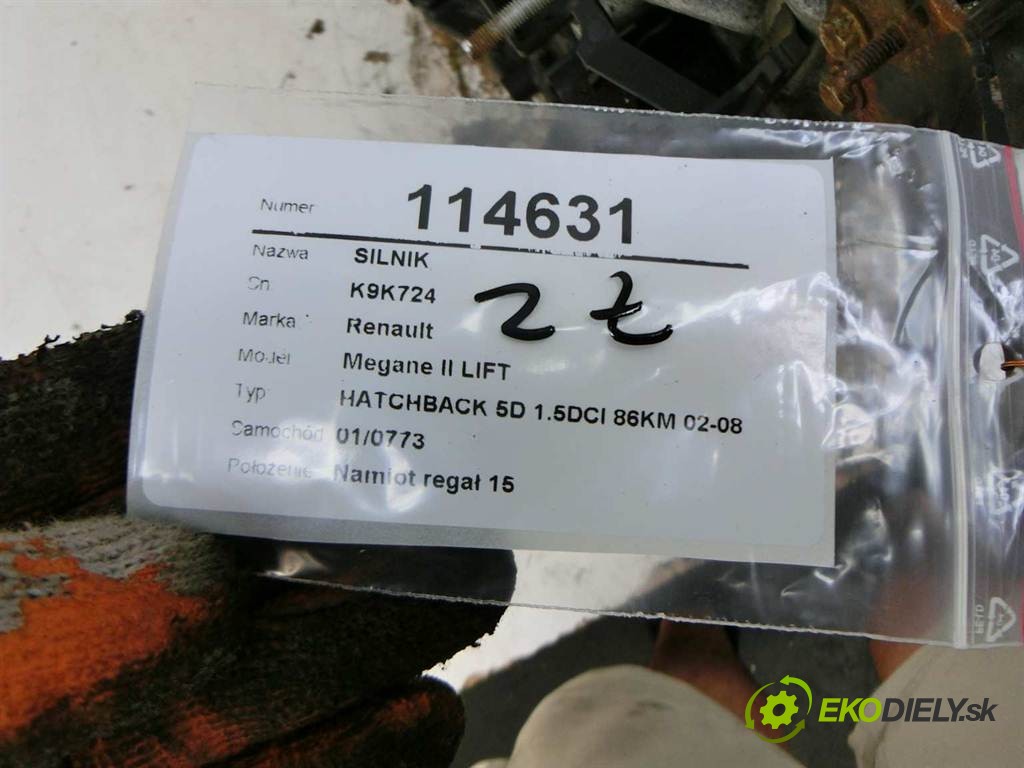 Numer 114631
Nazwa SILNIK
Sn K9K724
Marka Renault
Model Megane II LIFT
Typ HATCHBACK 5D 1.5DCI 86KM 02-08
Samochód 01/0773
Położenie Namiot regał 15
EKODIELY.sk